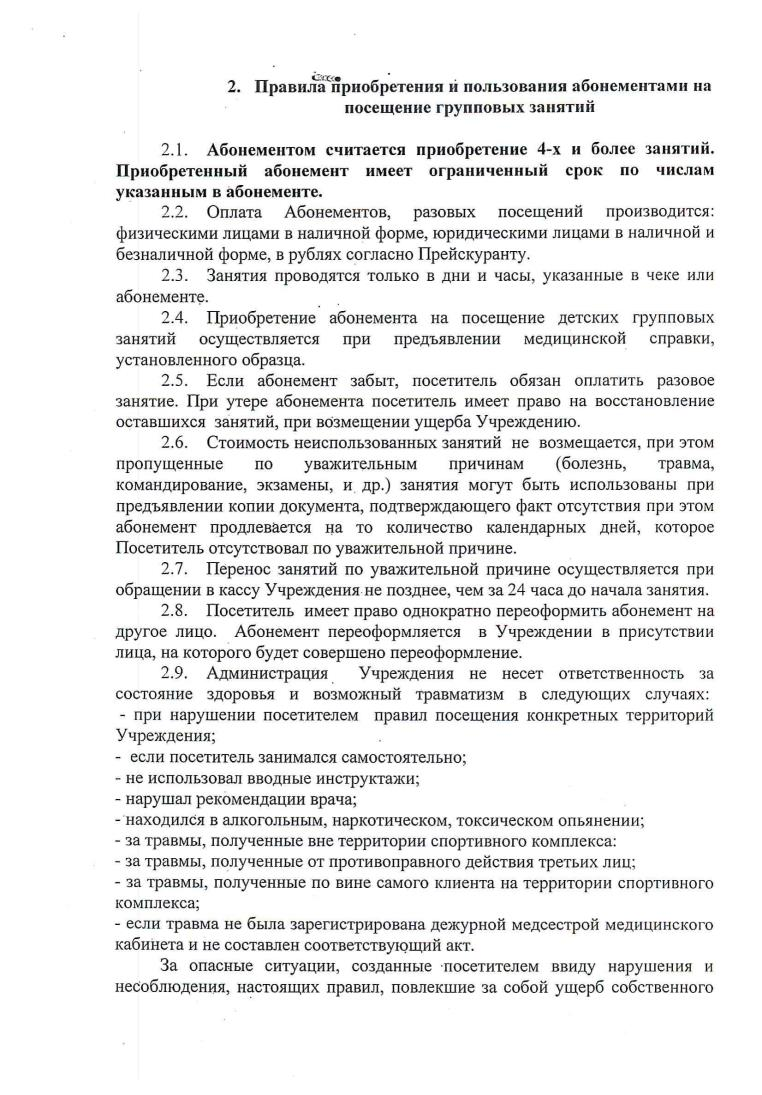 2. Правила приобретения и пользования абонементами на
посещение групповых занятий
2.1. Абонементом считается приобретение 4-х и более занятий.
Приобретенный абонемент имеет ограниченный срок по числам
указанным в абонементе.
2.2. Оплата Абонементов, разовых посещений производится:
физическими лицами в наличной форме, юридическими лицами в наличной и
безналичной форме, в рублях согласно Прейскуранту.
2.3. Занятия проводятся только в дни и часы, указанные в чеке или
абонементе.
2.4. Приобретение абонемента на посещение детских групповых
занятий осуществляется при предъявлении медицинской справки,
установленного образца.
2.5. Если абонемент забыт, посетитель обязан оплатить разовое
занятие. При утере абонемента посетитель имеет право на восстановление
оставшихся занятий, при возмещении ущерба Учреждению.
2.6. Стоимость неиспользованных занятий не возмещается, при этом
пропущенные по уважительным причинам (болезнь, травма,
командирование, экзамены, и др.) занятия могут быть использованы при
предъявлении копии документа, подтверждающего факт отсутствия при этом
абонемент продлевается на то количество календарных дней, которое
Посетитель отсутствовал по уважительной причине.
2.7. Перенос занятий по уважительной причине осуществляется при
обращении в кассу Учреждения не позднее, чем за 24 часа до начала занятия.
2.8. Посетитель имеет право однократно переоформить абонемент на
другое лицо. Абонемент переоформляется в Учреждении в присутствии
лица, на которого будет совершено переоформление.
2.9. Администрация Учреждения не несет ответственность за
состояние здоровья и возможный травматизм в следующих случаях:
- при нарушении посетителем правил посещения конкретных территорий
Учреждения;
- если посетитель занимался самостоятельно;
- не использовал вводные инструктажи;
- нарушал рекомендации врача;
- находился в алкогольным, наркотическом, токсическом опьянении;
- за травмы, полученные вне территории спортивного комплекса:
- за травмы, полученные от противоправного действия третьих лиц;
- за травмы, полученные по вине самого клиента на территории спортивного
комплекса;
- если травма не была зарегистрирована дежурной медсестрой медицинского
кабинета и не составлен соответствующий акт.
За опасные ситуации, созданные посетителем ввиду нарушения и
несоблюдения, настоящих правил, повлекшие за собой ущерб собственного